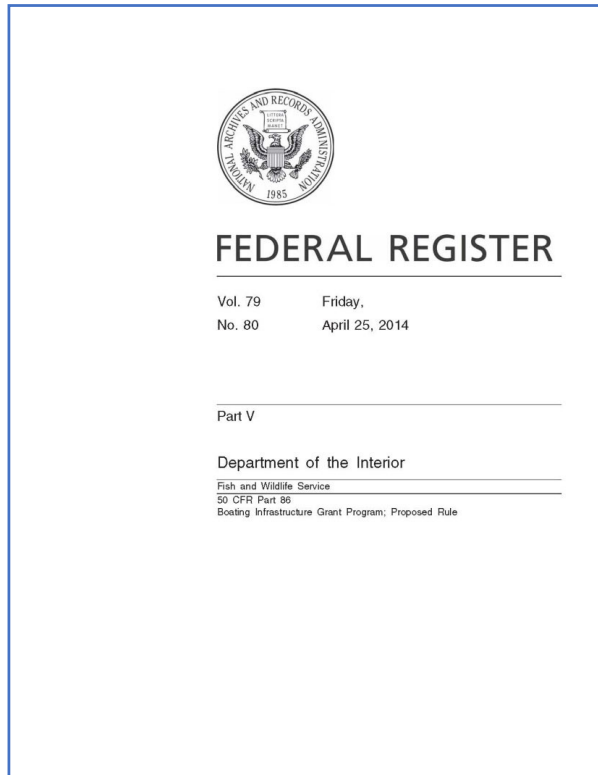 NATIONAL ARCHIVES AND RECORDS ADMINISTRATION
LITTERA
SCRIPTA
MANET
1985
FEDERAL REGISTER
Vol. 79 Friday,
No. 80 April 25, 2014
Part V
Department of the Interior
Fish and Wildlife Service
50 CFR Part 86
Boating Infrastructure Grant Program; Proposed Rule